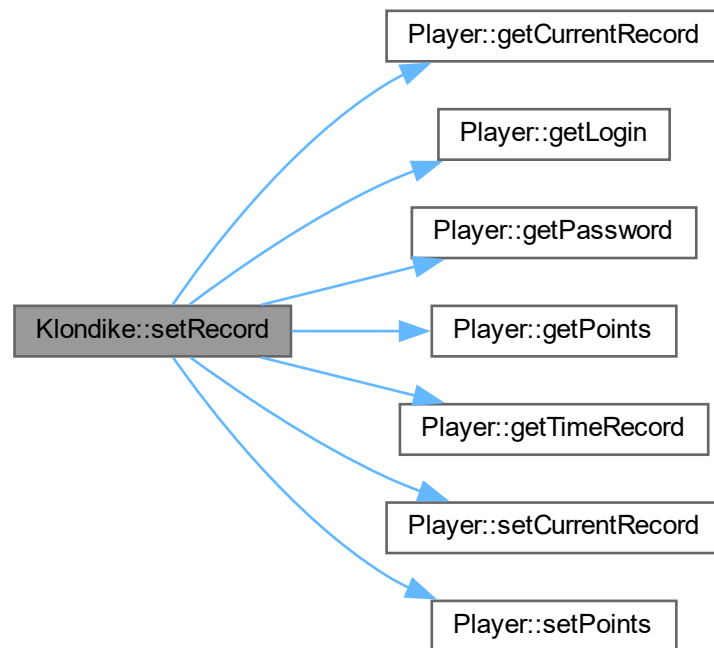 Player::getCurrentRecord
Player::getLogin
Player::getPassword
Klondike::setRecord
Player::getPoints
Player::getTimeRecord
Player::setCurrentRecord
Player::setPoints